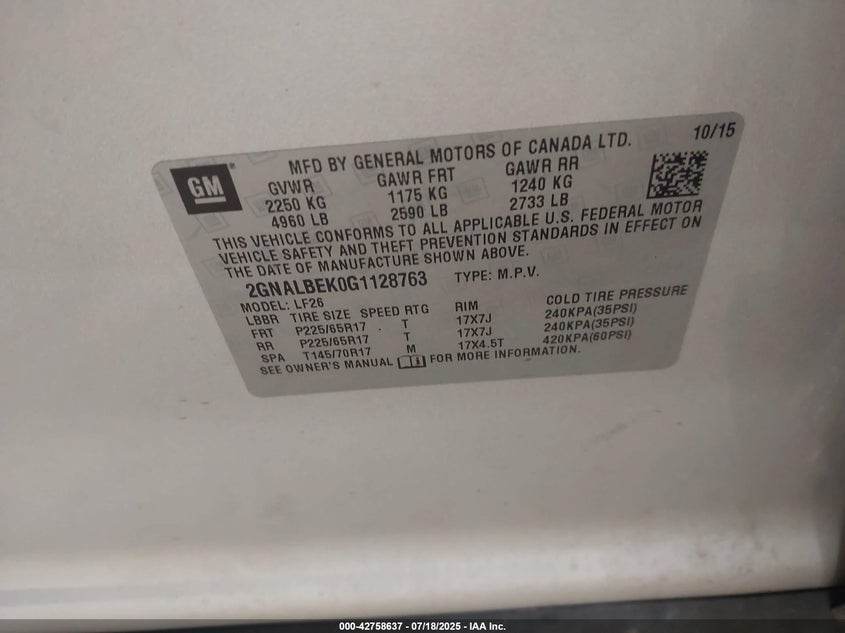 GM
MFD BY GENERAL MOTORS OF CANADA LTD. 10/15
GVWR GAWR FRT GAWR RR
2250 KG 1175 KG 1240 KG
4960 LB 2590 LB 2733 LB
THIS VEHICLE CONFORMS TO ALL APPLICABLE U.S. FEDERAL MOTOR
VEHICLE SAFETY AND THEFT PREVENTION STANDARDS IN EFFECT ON
THE DATE OF MANUFACTURE SHOWN ABOVE.
2GNALBEK0G1128763 TYPE: M.P.V.
MODEL: LF26
LBBR TIRE SIZE SPEED RTG RIM COLD TIRE PRESSURE
FRT P225/65R17 T 17X7J 240KPA(35PSI)
RR P225/65R17 T 17X7J 240KPA(35PSI)
SPA T145/70R17 M 17X4.5T 420KPA(60PSI)
SEE OWNER'S MANUAL FOR MORE INFORMATION.
000-42758637 - 07/18/2025 - IAA Inc.